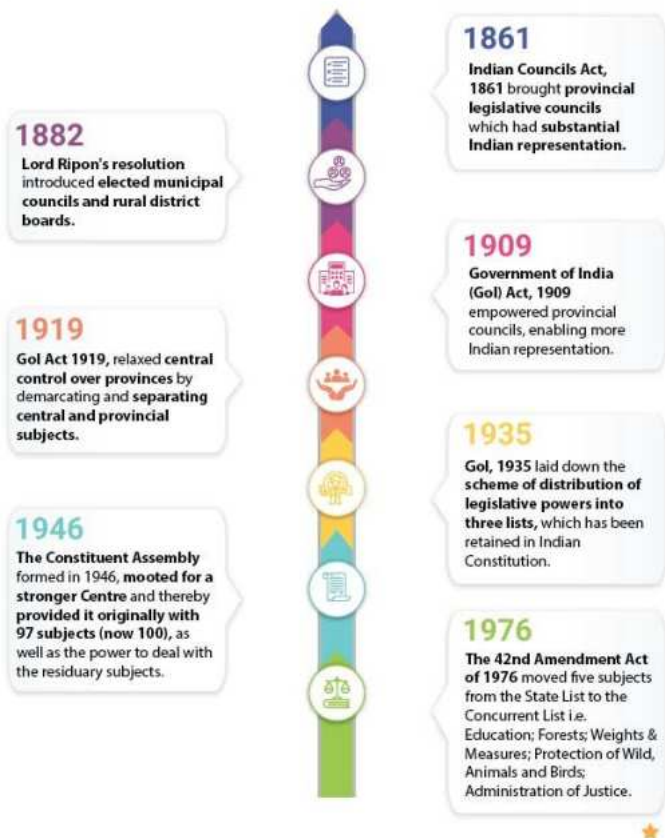 1861
Indian Councils Act,
1861 brought provincial
legislative councils
which had substantial
Indian representation.
1882
Lord Ripon's resolution
introduced elected municipal
councils and rural district
boards.
1909
Government of India
(GoI) Act, 1909
empowered provincial
councils, enabling more
Indian representation.
1919
GoI Act 1919, relaxed central
control over provinces by
demarcating and separating
central and provincial
subjects.
1935
GoI, 1935 laid down the
scheme of distribution of
legislative powers into
three lists, which has been
retained in Indian
Constitution.
1946
The Constituent Assembly
formed in 1946, mooted for a
stronger Centre and thereby
provided it originally with
97 subjects (now 100), as
well as the power to deal with
the residuary subjects.
1976
The 42nd Amendment Act
of 1976 moved five subjects
from the State List to the
Concurrent List i.e.
Education; Forests; Weights &
Measures; Protection of Wild,
Animals and Birds;
Administration of Justice.